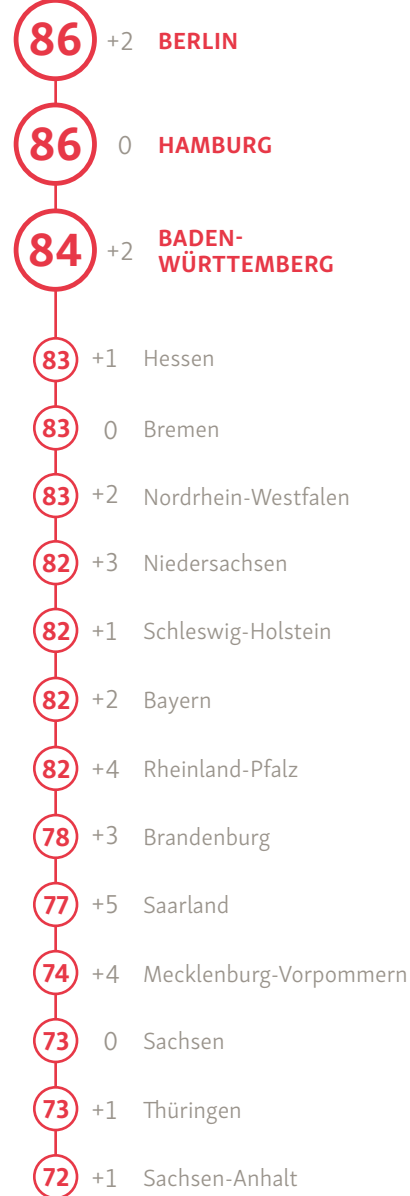 86 +2 BERLIN
86 0 HAMBURG
84 +2 BADEN-
WÜRTTEMBERG
83 +1 Hessen
83 0 Bremen
83 +2 Nordrhein-Westfalen
82 +3 Niedersachsen
82 +1 Schleswig-Holstein
82 +2 Bayern
82 +4 Rheinland-Pfalz
78 +3 Brandenburg
77 +5 Saarland
74 +4 Mecklenburg-Vorpommern
73 0 Sachsen
73 +1 Thüringen
72 +1 Sachsen-Anhalt